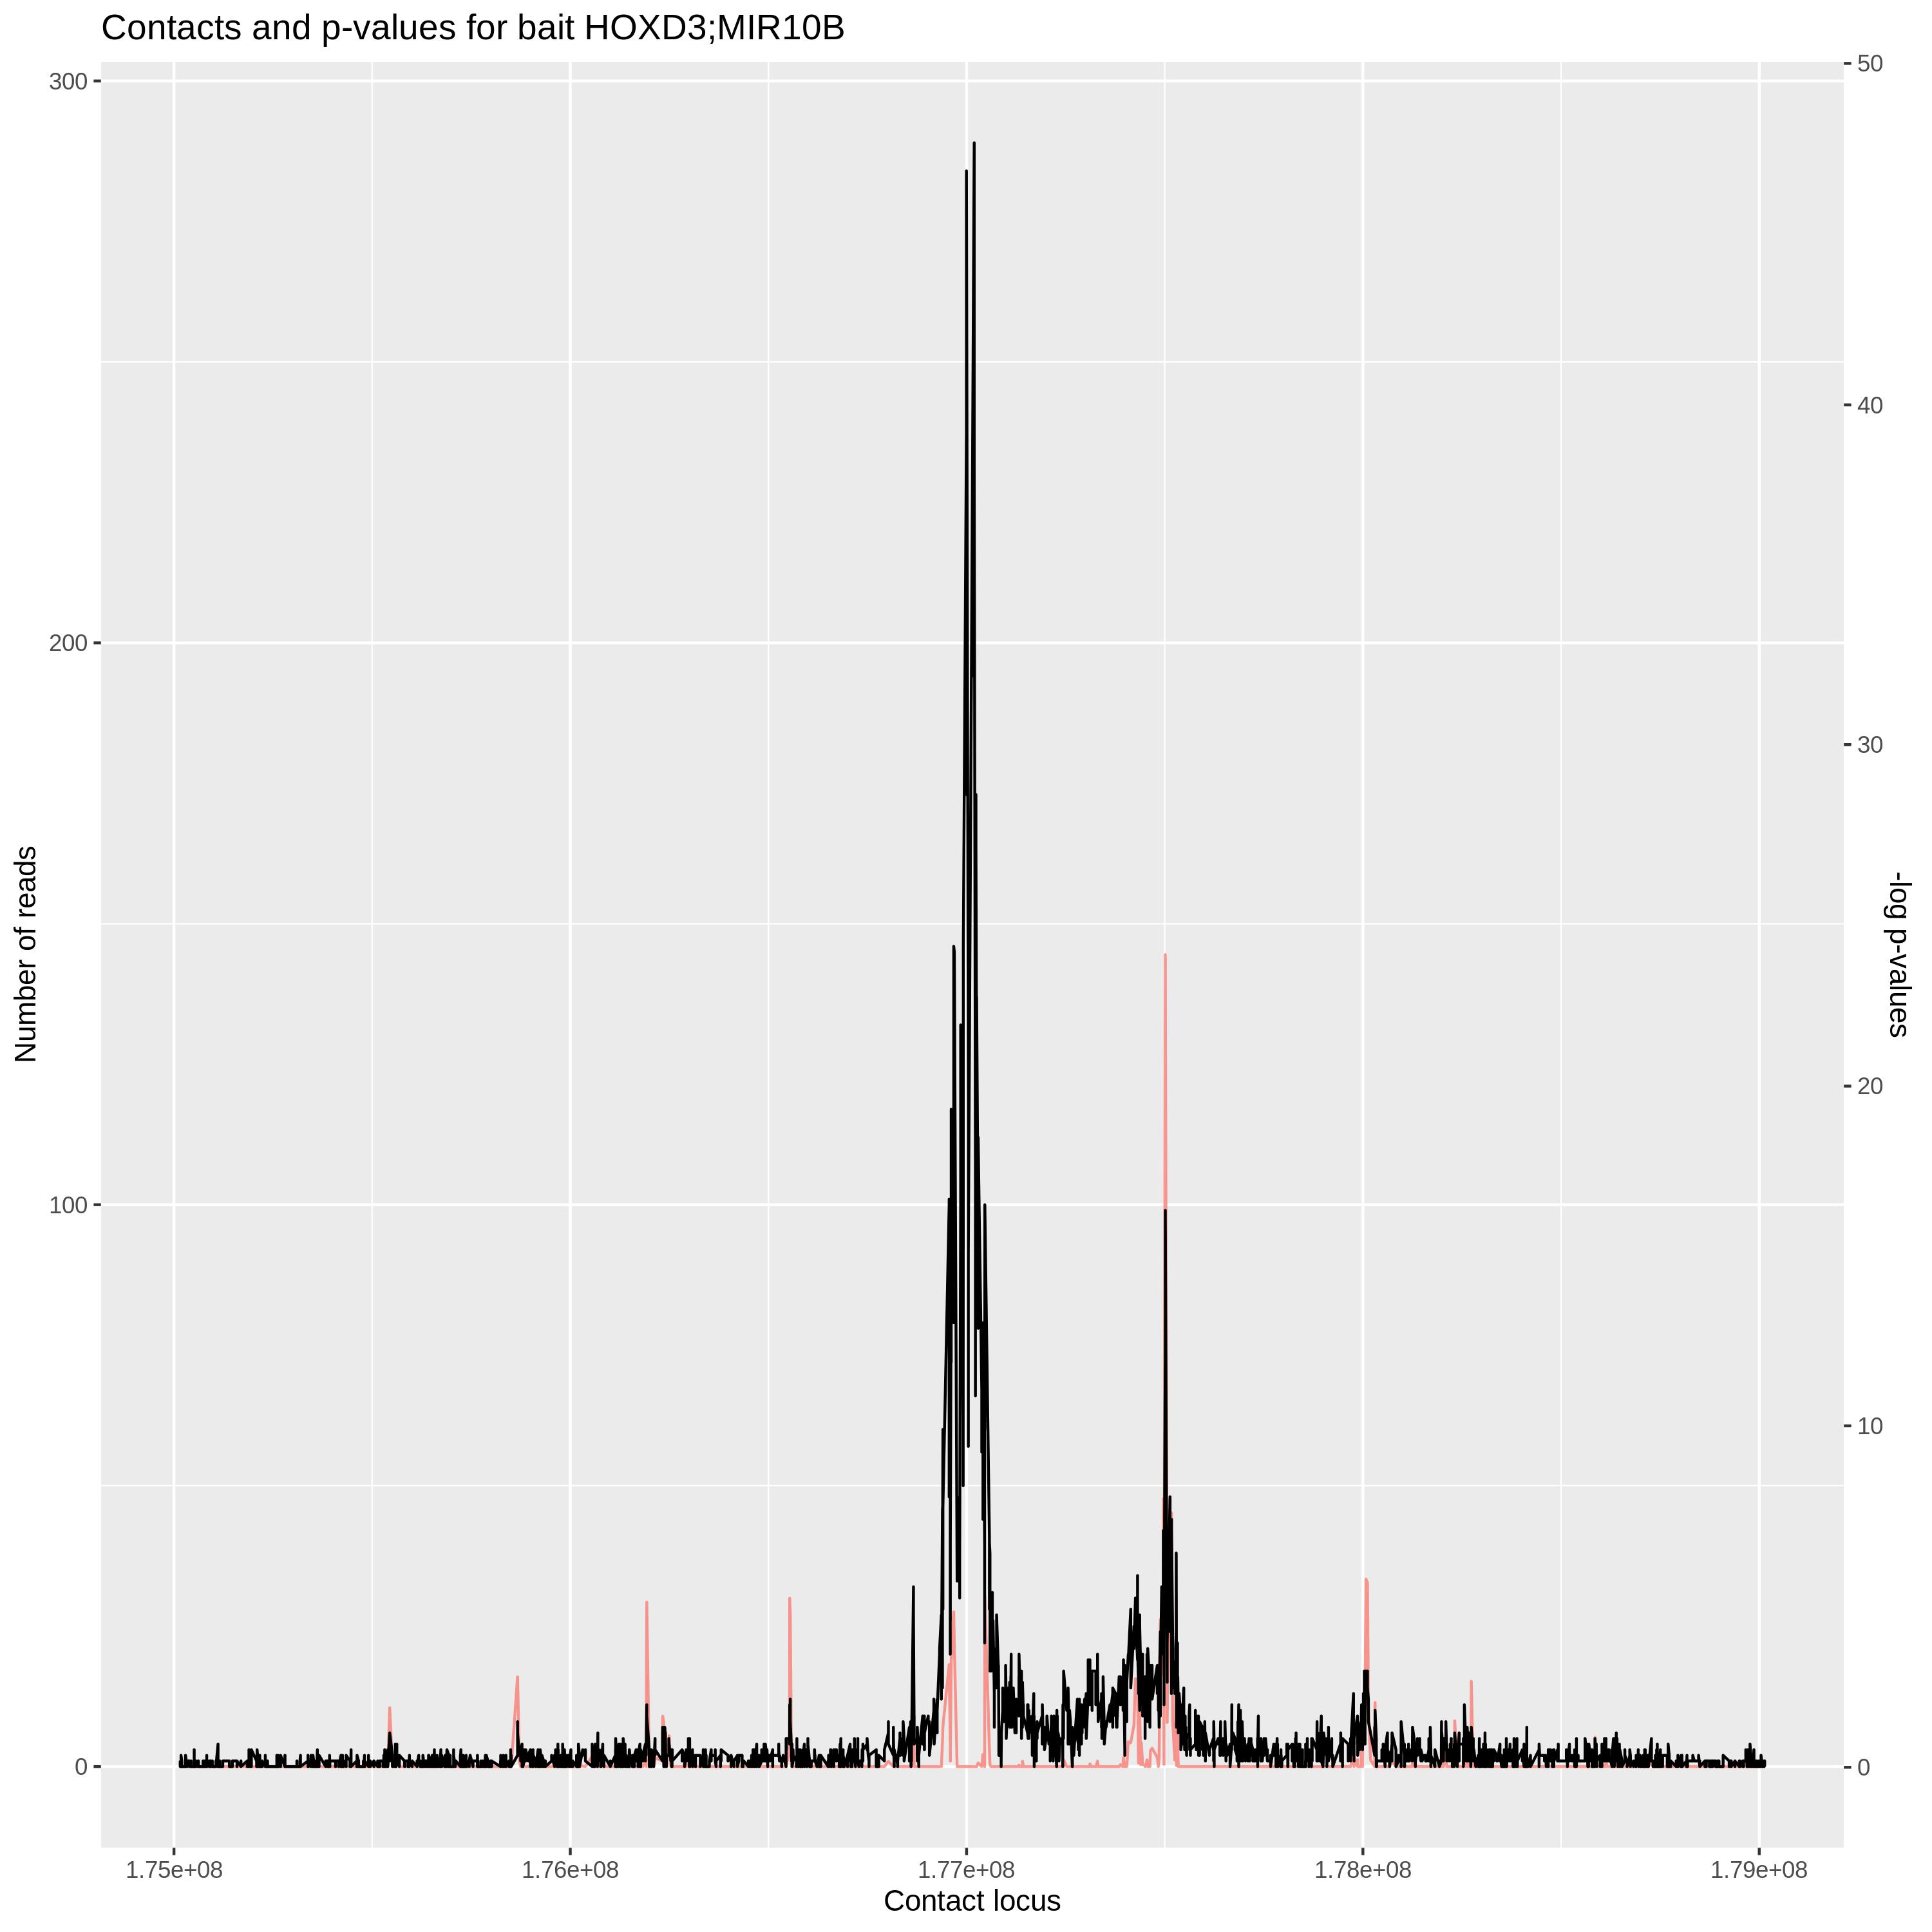 Contacts and p-values for bait HOXD3;MIR10B
300
200
100
0
Number of reads
50
40
30
20
10
0
-log p-values
1.75e+08 1.76e+08 1.77e+08 1.78e+08 1.79e+08
Contact locus